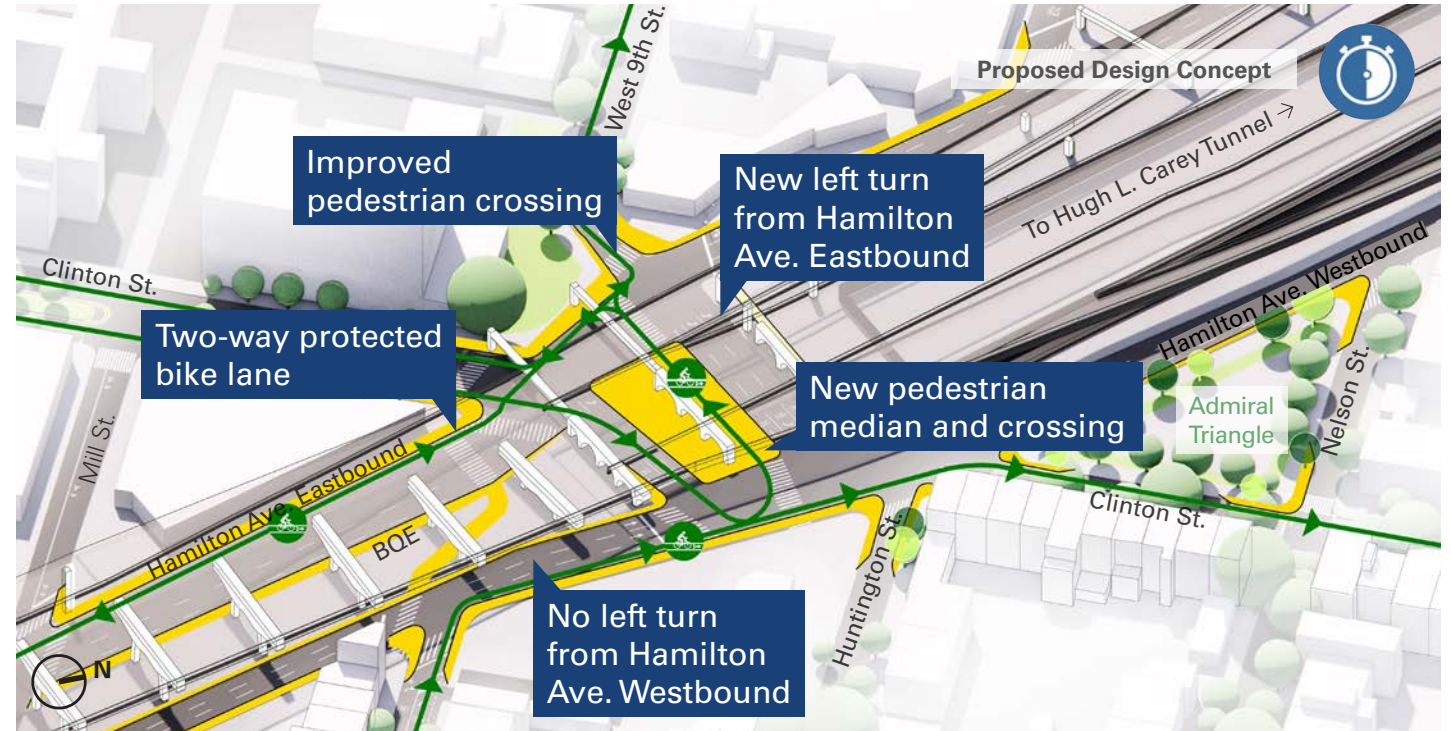 West 9th St.
Proposed Design Concept
To Hugh L. Carey Tunnel →
Improved
pedestrian crossing
New left turn
from Hamilton
Ave. Eastbound
Clinton St.
Hamilton Ave. Westbound
Two-way protected
bike lane
New pedestrian
median and crossing
Admiral
Triangle
Nelson St.
Mill St.
Hamilton Ave. Eastbound
BQE
Clinton St.
Huntington St.
No left turn
from Hamilton
Ave. Westbound
N